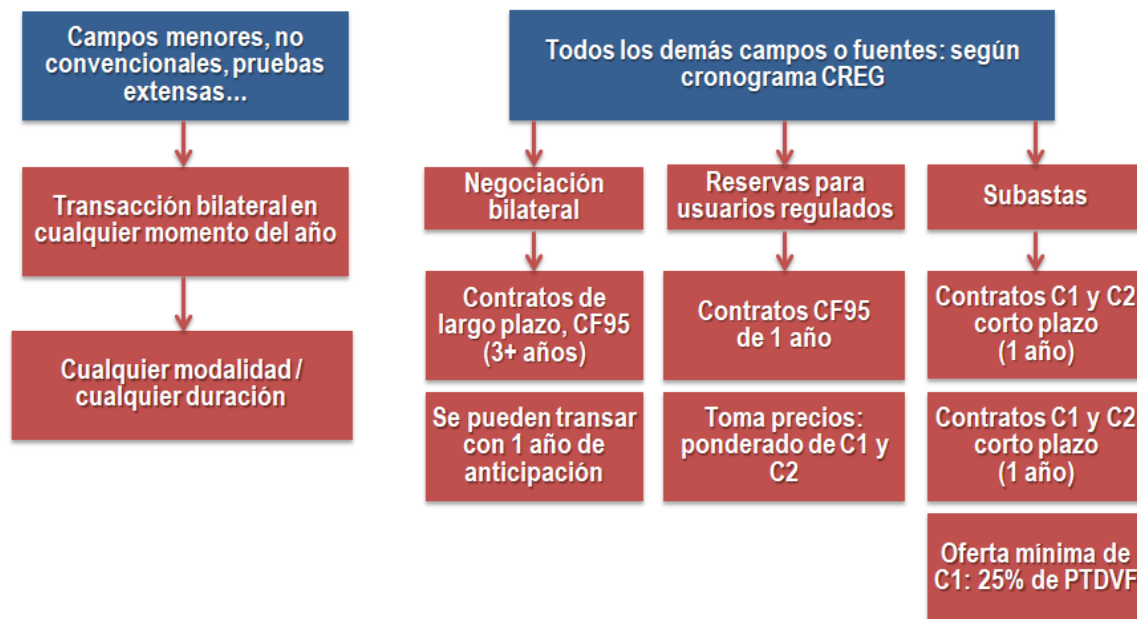 Campos menores, no
convencionales, pruebas
extensas...
Transacción bilateral en
cualquier momento del año
Cualquier modalidad /
cualquier duración
Todos los demás campos o fuentes: según
cronograma CREG
Negociación
bilateral
Contratos de
largo plazo, CF95
(3+ años)
Se pueden transar
con 1 año de
anticipación
Reservas para
usuarios regulados
Contratos CF95
de 1 año
Toma precios:
ponderado de C1 y
C2
Subastas
Contratos C1 y C2
corto plazo
(1 año)
Contratos C1 y C2
corto plazo
(1 año)
Oferta mínima de
C1: 25% de PTDVF